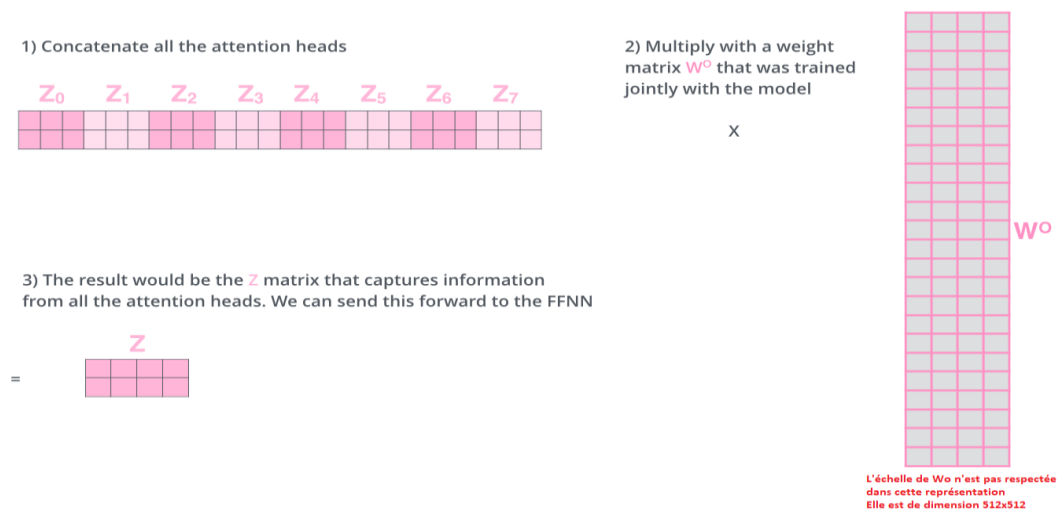 1) Concatenate all the attention heads
Z0 Z1 Z2 Z3 Z4 Z5 Z6 Z7
2) Multiply with a weight
matrix WO that was trained
jointly with the model
X
WO
3) The result would be the Z matrix that captures information
from all the attention heads. We can send this forward to the FFNN
Z
=
L'échelle de Wo n'est pas respectée
dans cette représentation
Elle est de dimension 512x512